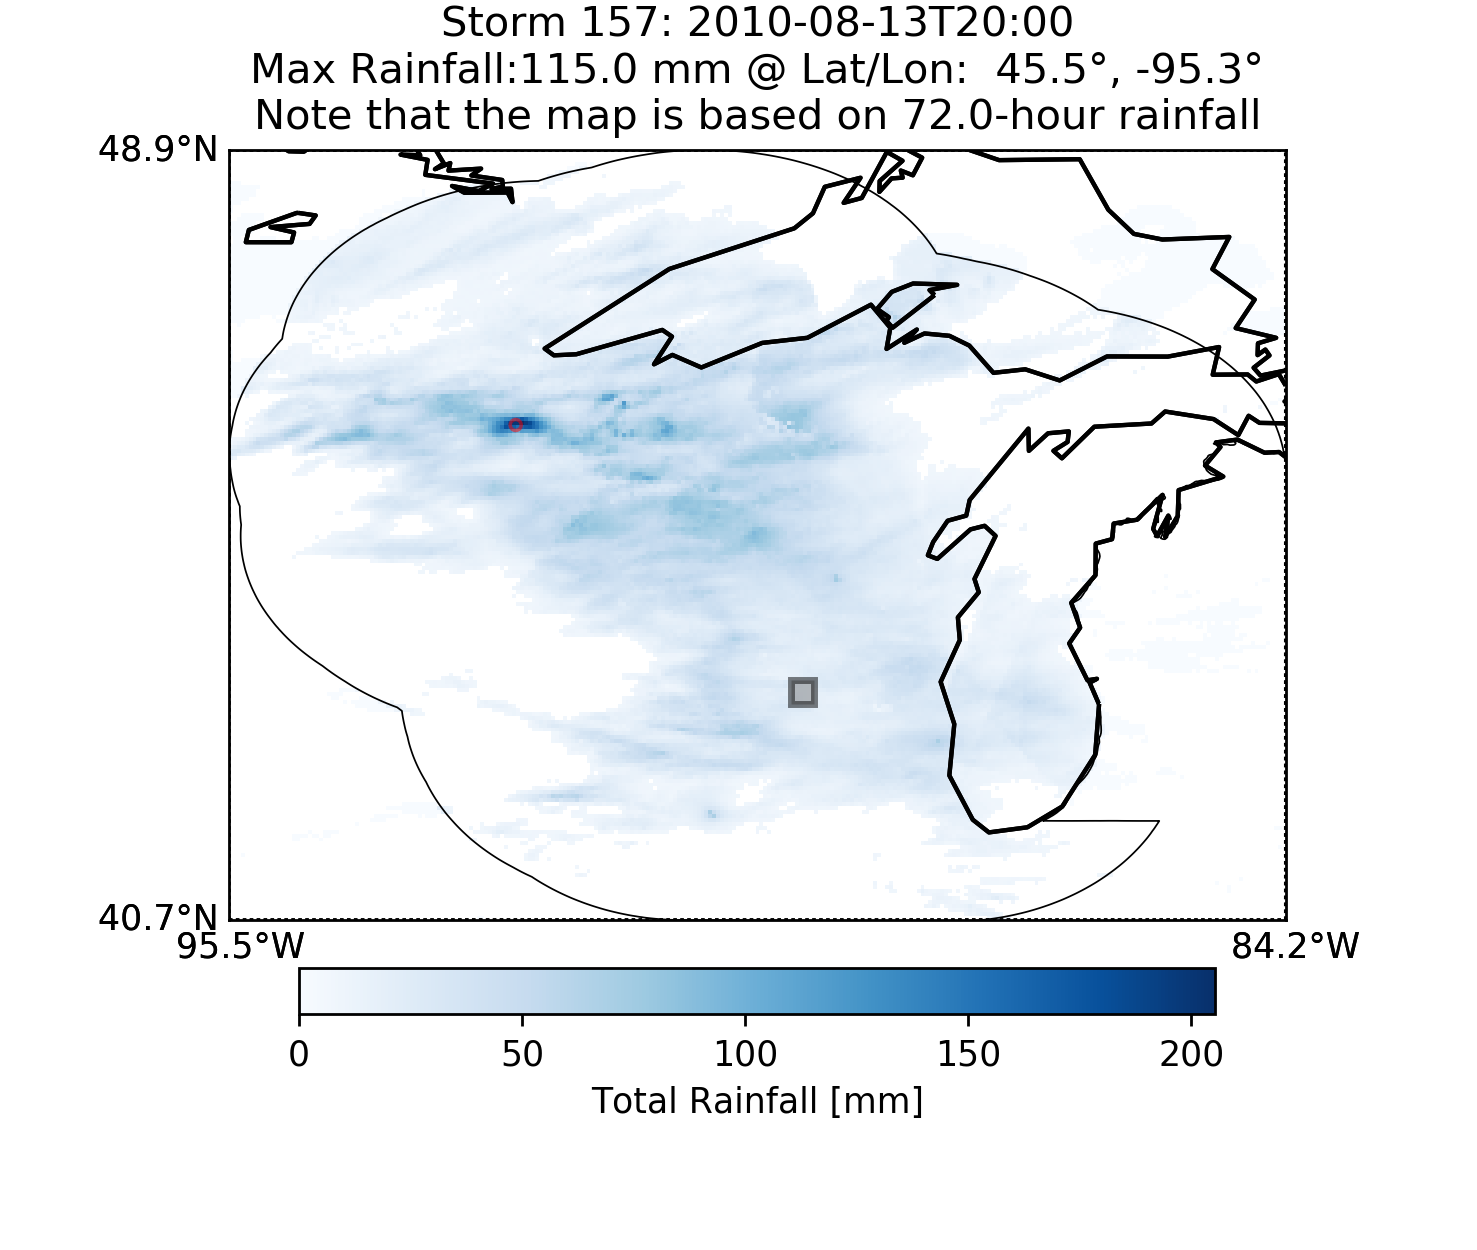 Storm 157: 2010-08-13T20:00
Max Rainfall:115.0 mm @ Lat/Lon:  45.5°, -95.3°
Note that the map is based on 72.0-hour rainfall
48.9°N
40.7°N
95.5°W 84.2°W
0 50 100 150 200
Total Rainfall [mm]